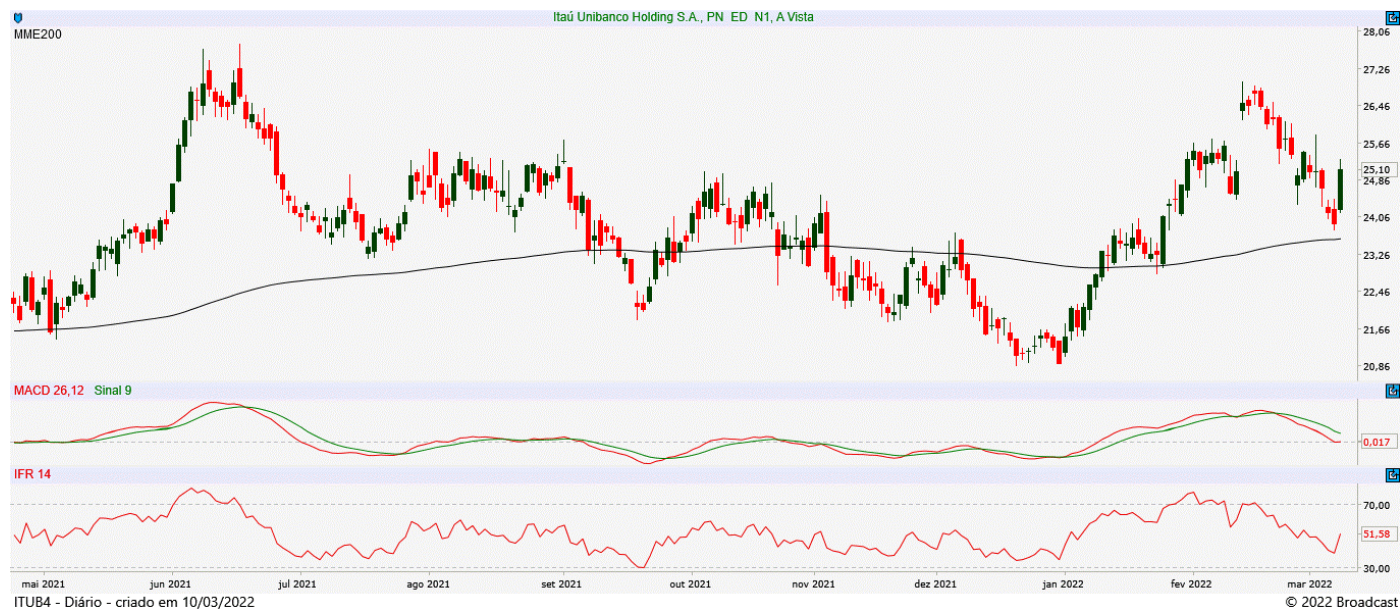 Itaú Unibanco Holding S.A., PN ED N1, A Vista
MME200
28,06
27,26
26,46
25,66
25,10
24,86
24,06
23,26
22,46
21,66
20,86
MACD 26,12 Sinal 9
0,017
IFR 14
70,00
51,58
30,00
mai 2021 jun 2021 jul 2021 ago 2021 set 2021 out 2021 nov 2021 dez 2021 jan 2022 fev 2022 mar 2022
ITUB4 - Diário - criado em 10/03/2022 © 2022 Broadcast